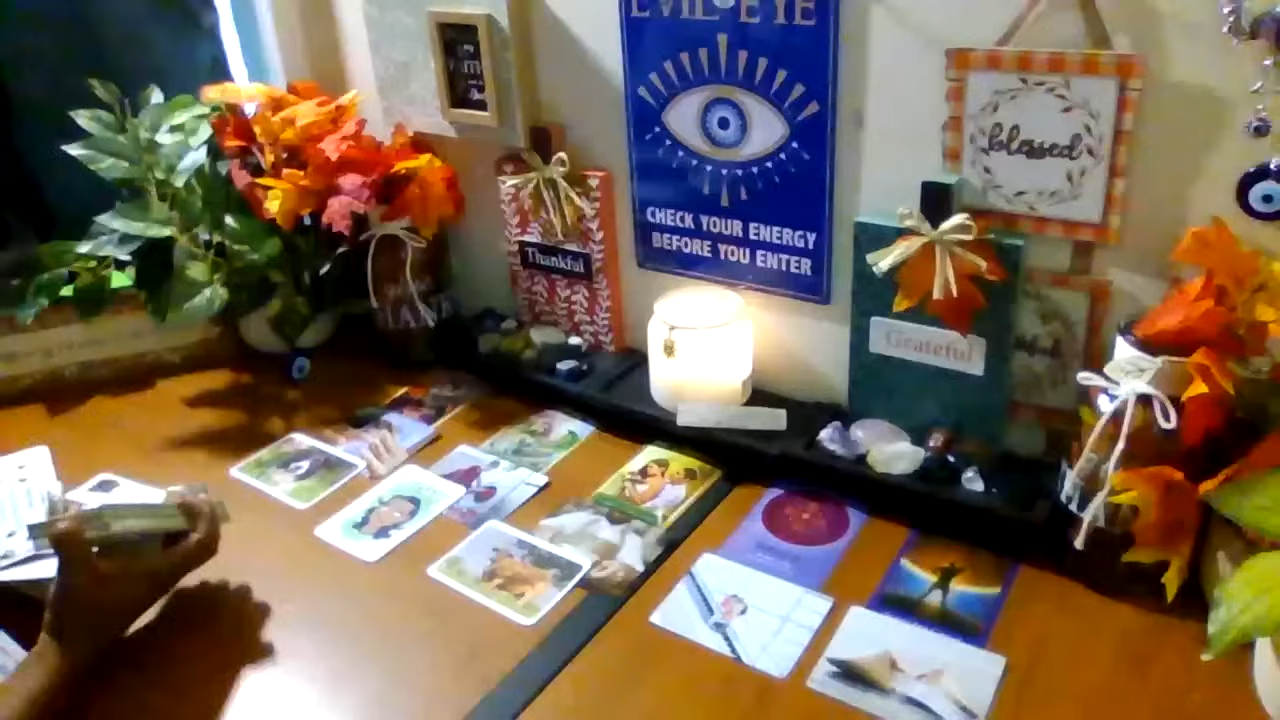 EVIL EYE
CHECK YOUR ENERGY
BEFORE YOU ENTER
blessed
Thankful
Grateful